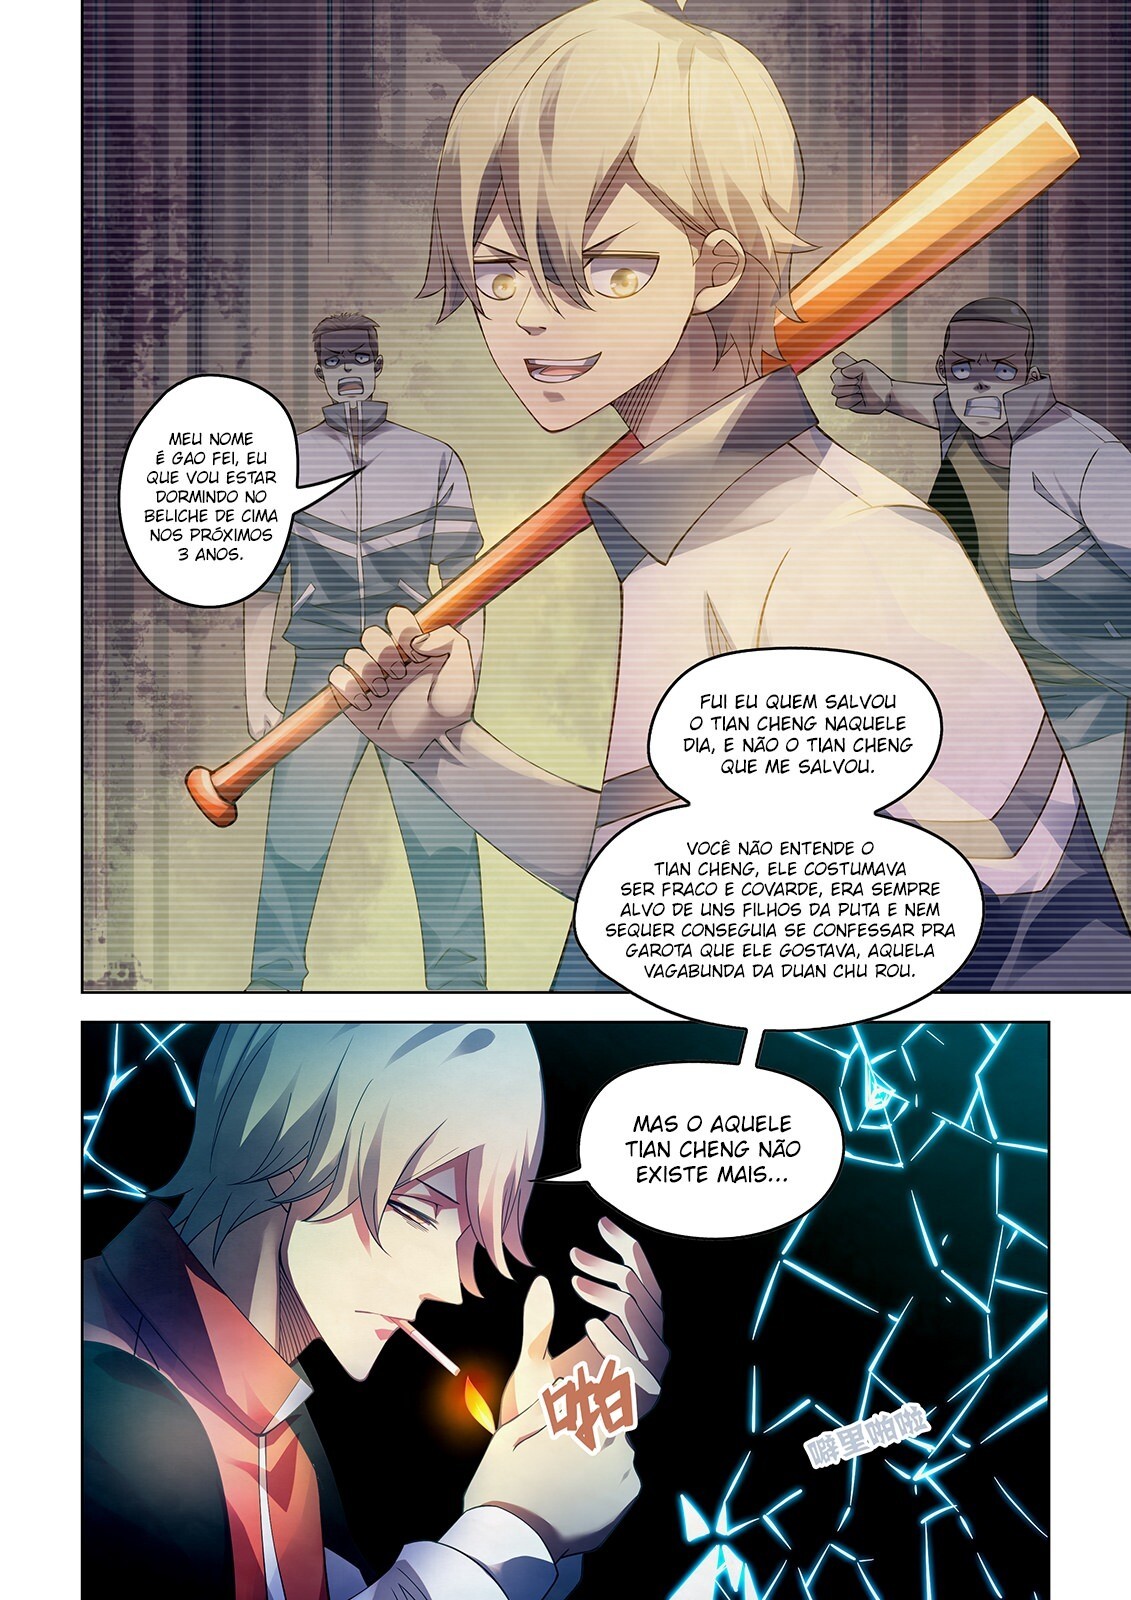 MEU NOME
É GAO FEI, EU
QUE VOU ESTAR
DORMINDO NO
BELICHE DE CIMA
NOS PRÓXIMOS
3 ANOS.
FUI EU QUEM SALVOU
O TIAN CHENG NAQUELE
DIA, E NÃO O TIAN CHENG
QUE ME SALVOU.
VOCÊ NÃO ENTENDE O
TIAN CHENG, ELE COSTUMAVA
SER FRACO E COVARDE, ERA SEMPRE
ALVO DE UNS FILHOS DA PUTA E NEM
SEQUER CONSEGUIA SE CONFESSAR PRA
GAROTA QUE ELE GOSTAVA, AQUELA
VAGABUNDA DA DUAN CHU ROU.
MAS O AQUELE
TIAN CHENG NÃO
EXISTE MAIS...
啪
噼里啪啦